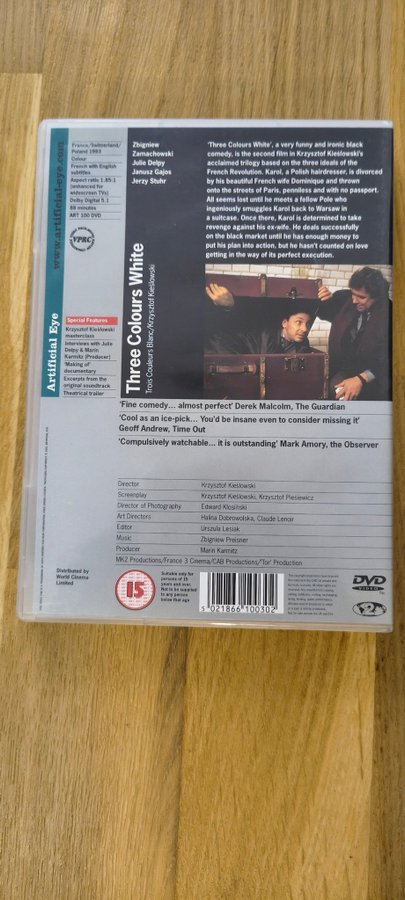 www.artificial-eye.com
Artificial Eye
France/Switzerland/
Poland 1993
Colour
French with English
subtitles
Aspect ratio 1.85:1
(enhanced for
widescreen TVs)
Dolby Digital 5.1
88 minutes
ART 100 DVD
VPRC
Special Features
Krzysztof Kieślowski
masterclass
Interviews with Julie
Delpy & Marin
Karmitz (Producer)
'Making of'
documentary
Excerpts from the
original soundtrack
Theatrical trailer
Three Colours White
Trois Couleurs Blanc/Krzysztof Kieślowski
Zbigniew
Zamachowski
Julie Delpy
Janusz Gajos
Jerzy Stuhr
'Three Colours White', a very funny and ironic black
comedy, is the second film in Krzysztof Kieślowski's
acclaimed trilogy based on the three ideals of the
French Revolution. Karol, a Polish hairdresser, is divorced
by his beautiful French wife Dominique and thrown
onto the streets of Paris, penniless and with no passport.
All seems lost until he meets a fellow Pole who
ingeniously smuggles Karol back to Warsaw in
a suitcase. Once there, Karol is determined to take
revenge against his ex-wife. He deals successfully
on the black market until he has enough money to
put his plan into action, but he hasn't counted on love
getting in the way of its perfect execution.
'Fine comedy... almost perfect' Derek Malcolm, The Guardian
'Cool as an ice-pick... You'd be insane even to consider missing it'
Geoff Andrew, Time Out
'Compulsively watchable... it is outstanding' Mark Amory, the Observer
Director Krzysztof Kieślowski
Screenplay Krzysztof Kieślowski, Krzysztof Piesiewicz
Director of Photography Edward Kłosiński
Art Directors Halina Dobrowolska, Claude Lenoir
Editor Urszula Lesiak
Music Zbigniew Preisner
Producer Marin Karmitz
MK2 Productions/France 3 Cinema/CAB Productions/'Tor' Production
Distributed by
World Cinema
Limited
15
Suitable only for
persons of 15
years and over.
Not to be supplied
to any person
below that age
5 021866 100302
DVD
VIDEO
2